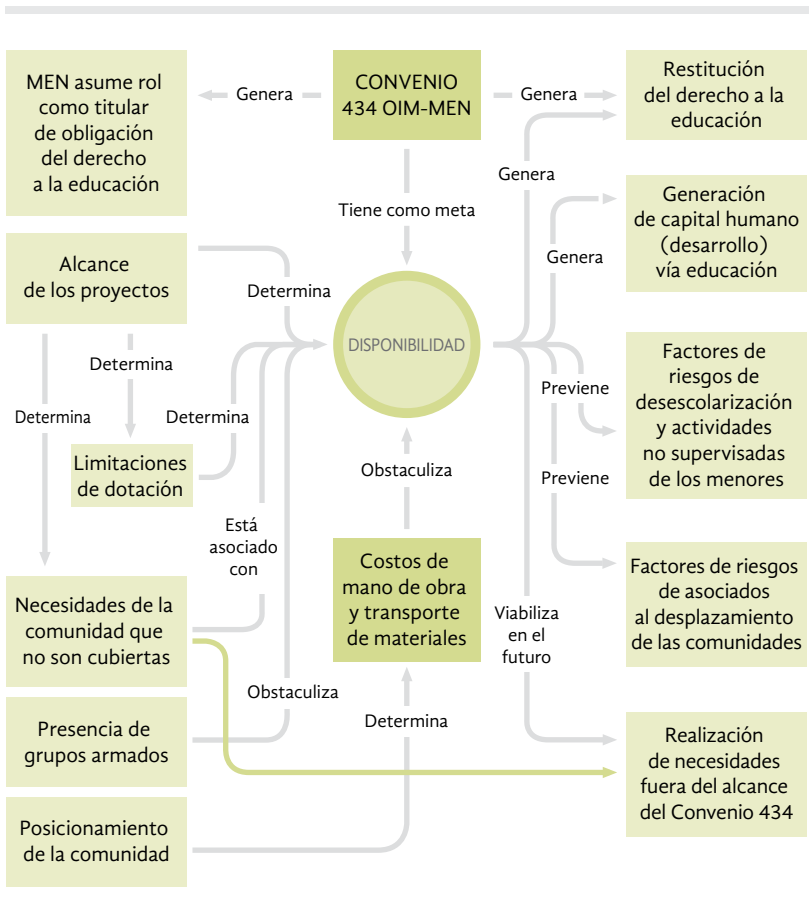 MEN asume rol
como titular
de obligación
del derecho
a la educación
Genera
CONVENIO
434 OIM-MEN
Genera
Restitución
del derecho a la
educación
Genera
Tiene como meta
Generación
de capital humano
(desarrollo)
vía educación
Genera
Alcance
de los proyectos
Determina
DISPONIBILIDAD
Factores de
riesgos de
desescolarización
y actividades
no supervisadas
de los menores
Determina
Previene
Determina
Determina
Limitaciones
de dotación
Obstaculiza
Previene
Está
asociado
con
Costos de
mano de obra
y transporte
de materiales
Factores de riesgos
de asociados
al desplazamiento
de las comunidades
Necesidades de la
comunidad que
no son cubiertas
Viabiliza
en el
futuro
Obstaculiza
Presencia de
grupos armados
Determina
Realización
de necesidades
fuera del alcance
del Convenio 434
Posicionamiento
de la comunidad